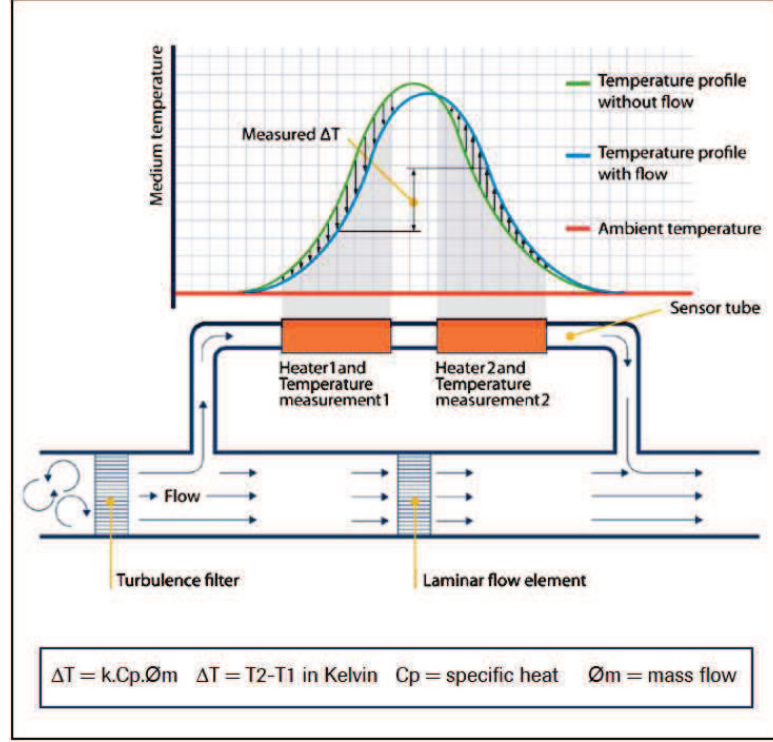 Medium temperature
Measured ΔT
Temperature profile
without flow
Temperature profile
with flow
Ambient temperature
Sensor tube
Heater1and
Temperature
measurement1
Heater2and
Temperature
measurement2
Flow
Turbulence filter
Laminar flow element
ΔT = k.Cp.Øm ΔT = T2-T1 in Kelvin Cp = specific heat Øm = mass flow